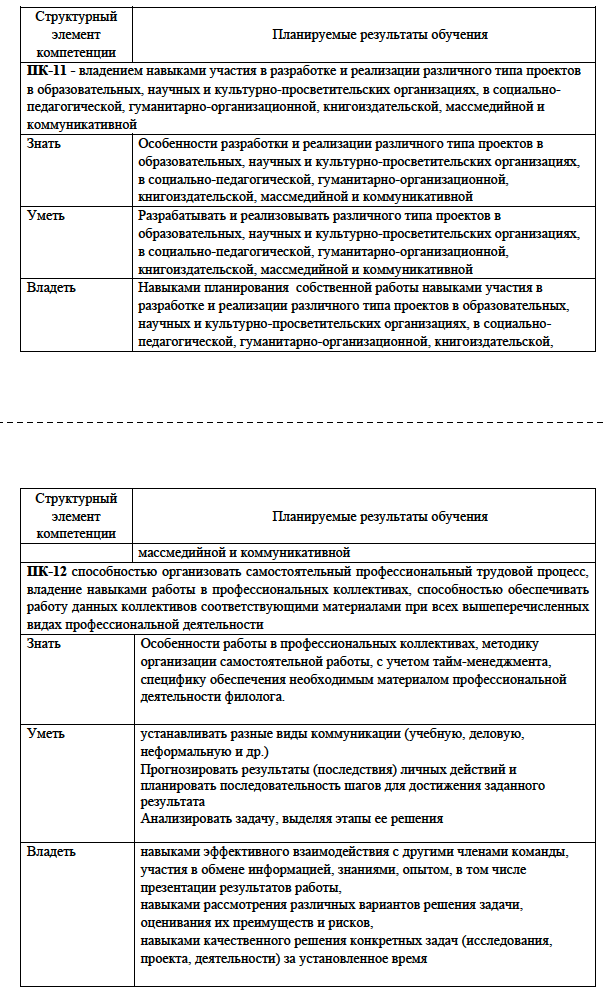 Структурный
элемент
компетенции
Планируемые результаты обучения
ПК-11 - владением навыками участия в разработке и реализации различного типа проектов
в образовательных, научных и культурно-просветительских организациях, в социально-
педагогической, гуманитарно-организационной, книгоиздательской, массмедийной и
коммуникативной
Знать
Особенности разработки и реализации различного типа проектов в
образовательных, научных и культурно-просветительских организациях,
в социально-педагогической, гуманитарно-организационной,
книгоиздательской, массмедийной и коммуникативной
Уметь
Разрабатывать и реализовывать различного типа проектов в
образовательных, научных и культурно-просветительских организациях,
в социально-педагогической, гуманитарно-организационной,
книгоиздательской, массмедийной и коммуникативной
Владеть
Навыками планирования собственной работы навыками участия в
разработке и реализации различного типа проектов в образовательных,
научных и культурно-просветительских организациях, в социально-
педагогической, гуманитарно-организационной, книгоиздательской,
Структурный
элемент
компетенции
Планируемые результаты обучения
массмедийной и коммуникативной
ПК-12 способностью организовать самостоятельный профессиональный трудовой процесс,
владение навыками работы в профессиональных коллективах, способностью обеспечивать
работу данных коллективов соответствующими материалами при всех вышеперечисленных
видах профессиональной деятельности
Знать
Особенности работы в профессиональных коллективах, методику
организации самостоятельной работы, с учетом тайм-менеджмента,
специфику обеспечения необходимым материалом профессиональной
деятельности филолога.
Уметь
устанавливать разные виды коммуникации (учебную, деловую,
неформальную и др.)
Прогнозировать результаты (последствия) личных действий и
планировать последовательность шагов для достижения заданного
результата
Анализировать задачу, выделяя этапы ее решения
Владеть
навыками эффективного взаимодействия с другими членами команды,
участия в обмене информацией, знаниями, опытом, в том числе
презентации результатов работы,
навыками рассмотрения различных вариантов решения задачи,
оценивания их преимуществ и рисков,
навыками качественного решения конкретных задач (исследования,
проекта, деятельности) за установленное время